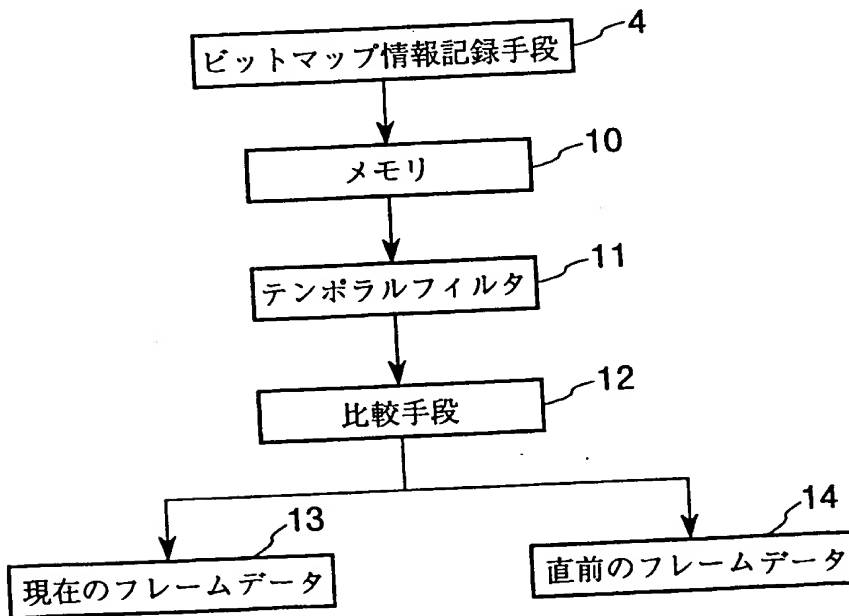 ビットマップ情報記録手段
4
メモリ
10
テンポラルフィルタ
11
比較手段
12
現在のフレームデータ
13
直前のフレームデータ
14